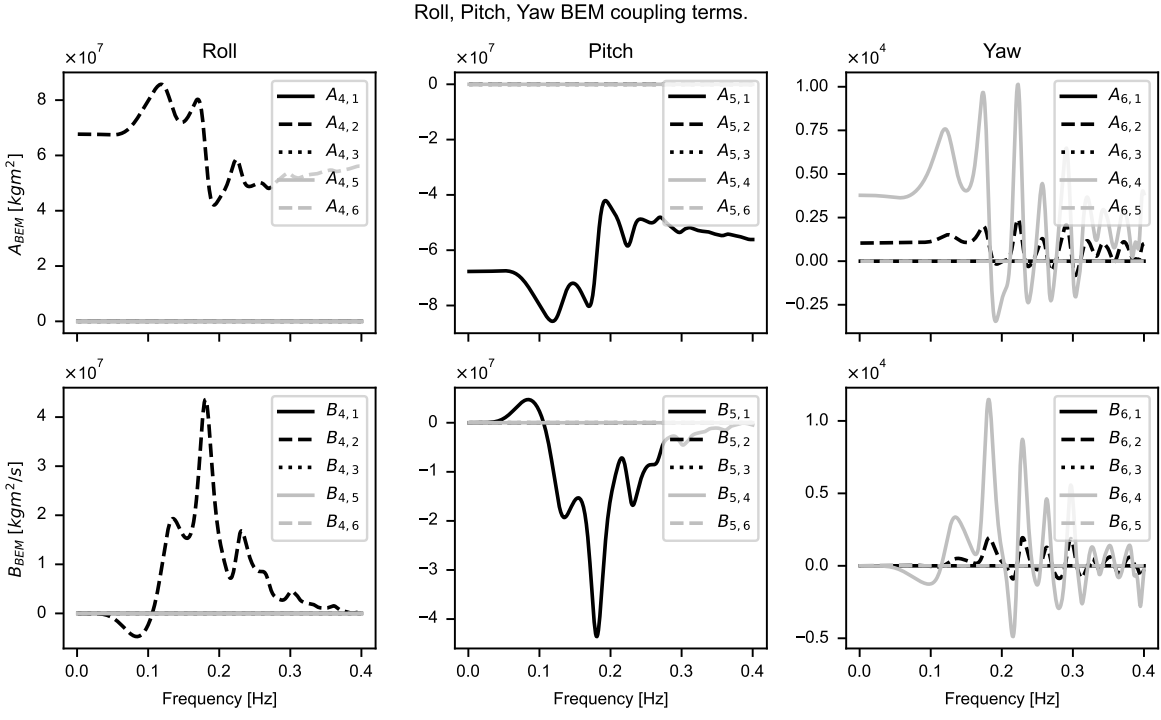 Roll, Pitch, Yaw BEM coupling terms.
Roll
Pitch
Yaw
×10⁷
×10⁷
×10⁴
A_BEM [kgm²]
8
6
4
2
0
A₄,₁
A₄,₂
A₄,₃
A₄,₅
A₄,₆
0
−2
−4
−6
−8
A₅,₁
A₅,₂
A₅,₃
A₅,₄
A₅,₆
1.00
0.75
0.50
0.25
0.00
−0.25
A₆,₁
A₆,₂
A₆,₃
A₆,₄
A₆,₅
×10⁷
×10⁷
×10⁴
B_BEM [kgm²/s]
4
3
2
1
0
B₄,₁
B₄,₂
B₄,₃
B₄,₅
B₄,₆
0
−1
−2
−3
−4
B₅,₁
B₅,₂
B₅,₃
B₅,₄
B₅,₆
1.0
0.5
0.0
−0.5
B₆,₁
B₆,₂
B₆,₃
B₆,₄
B₆,₅
0.0 0.1 0.2 0.3 0.4
0.0 0.1 0.2 0.3 0.4
0.0 0.1 0.2 0.3 0.4
Frequency [Hz]
Frequency [Hz]
Frequency [Hz]